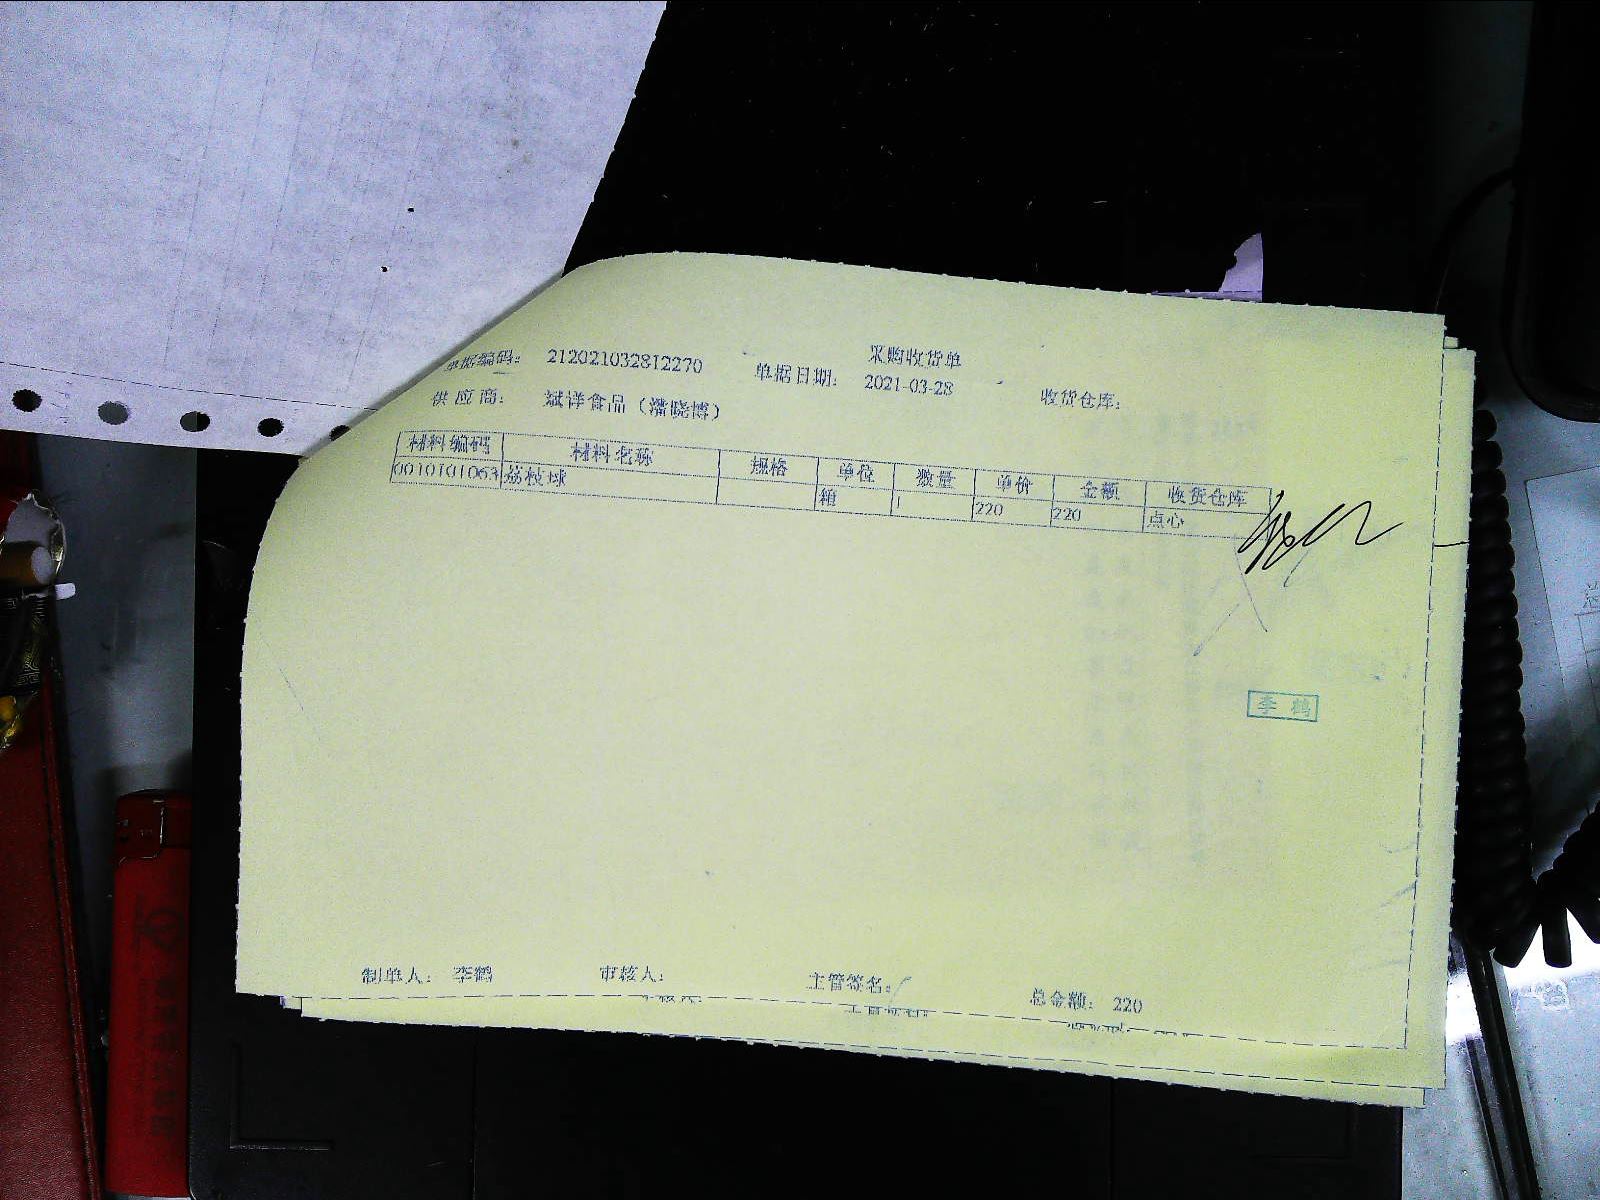 采购收货单
单据编码： 212021032812270 单据日期： 2021-03-28 收货仓库：
供应商： 斌详食品（潘晓博）
材料编码 材料名称 规格 单位 数量 单价 金额 收货仓库
0010101063 荔枝球 箱 1 220 220 点心
李鹤
制单人： 李鹤 审核人： 主管签名： 总金额： 220